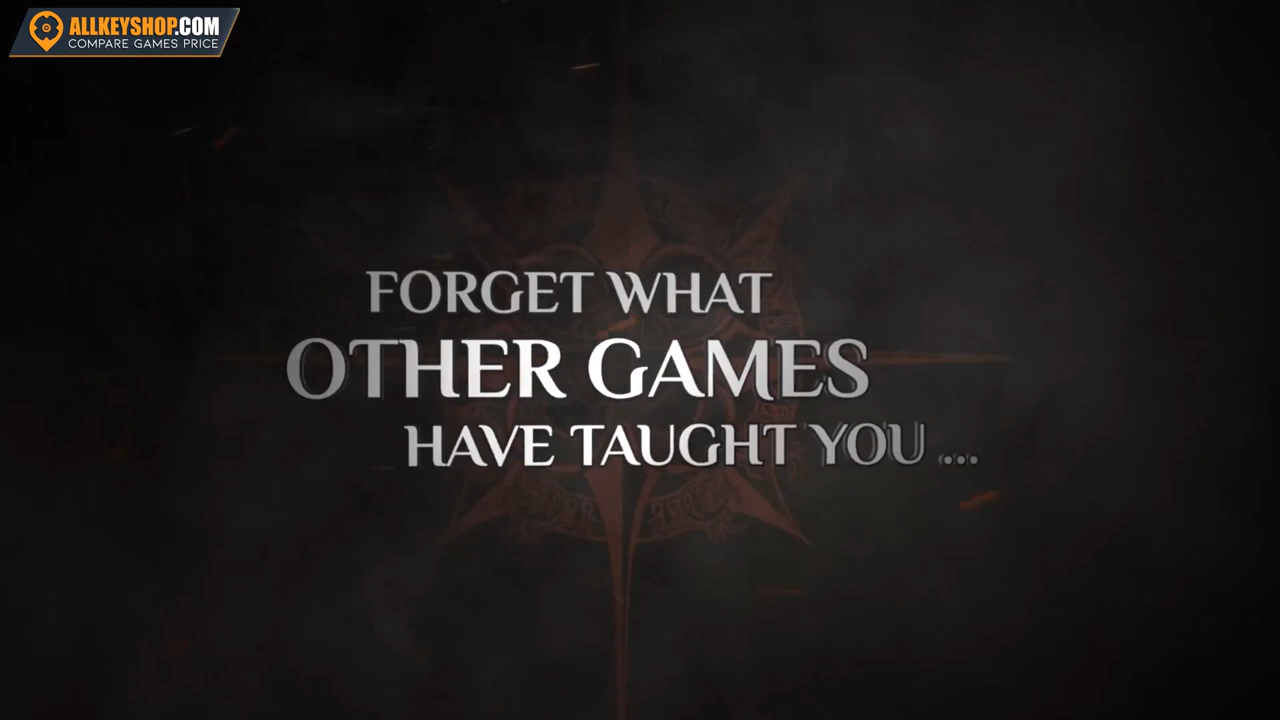 ALLKEYSHOP.COM
COMPARE GAMES PRICE
FORGET WHAT
OTHER GAMES
HAVE TAUGHT YOU ...